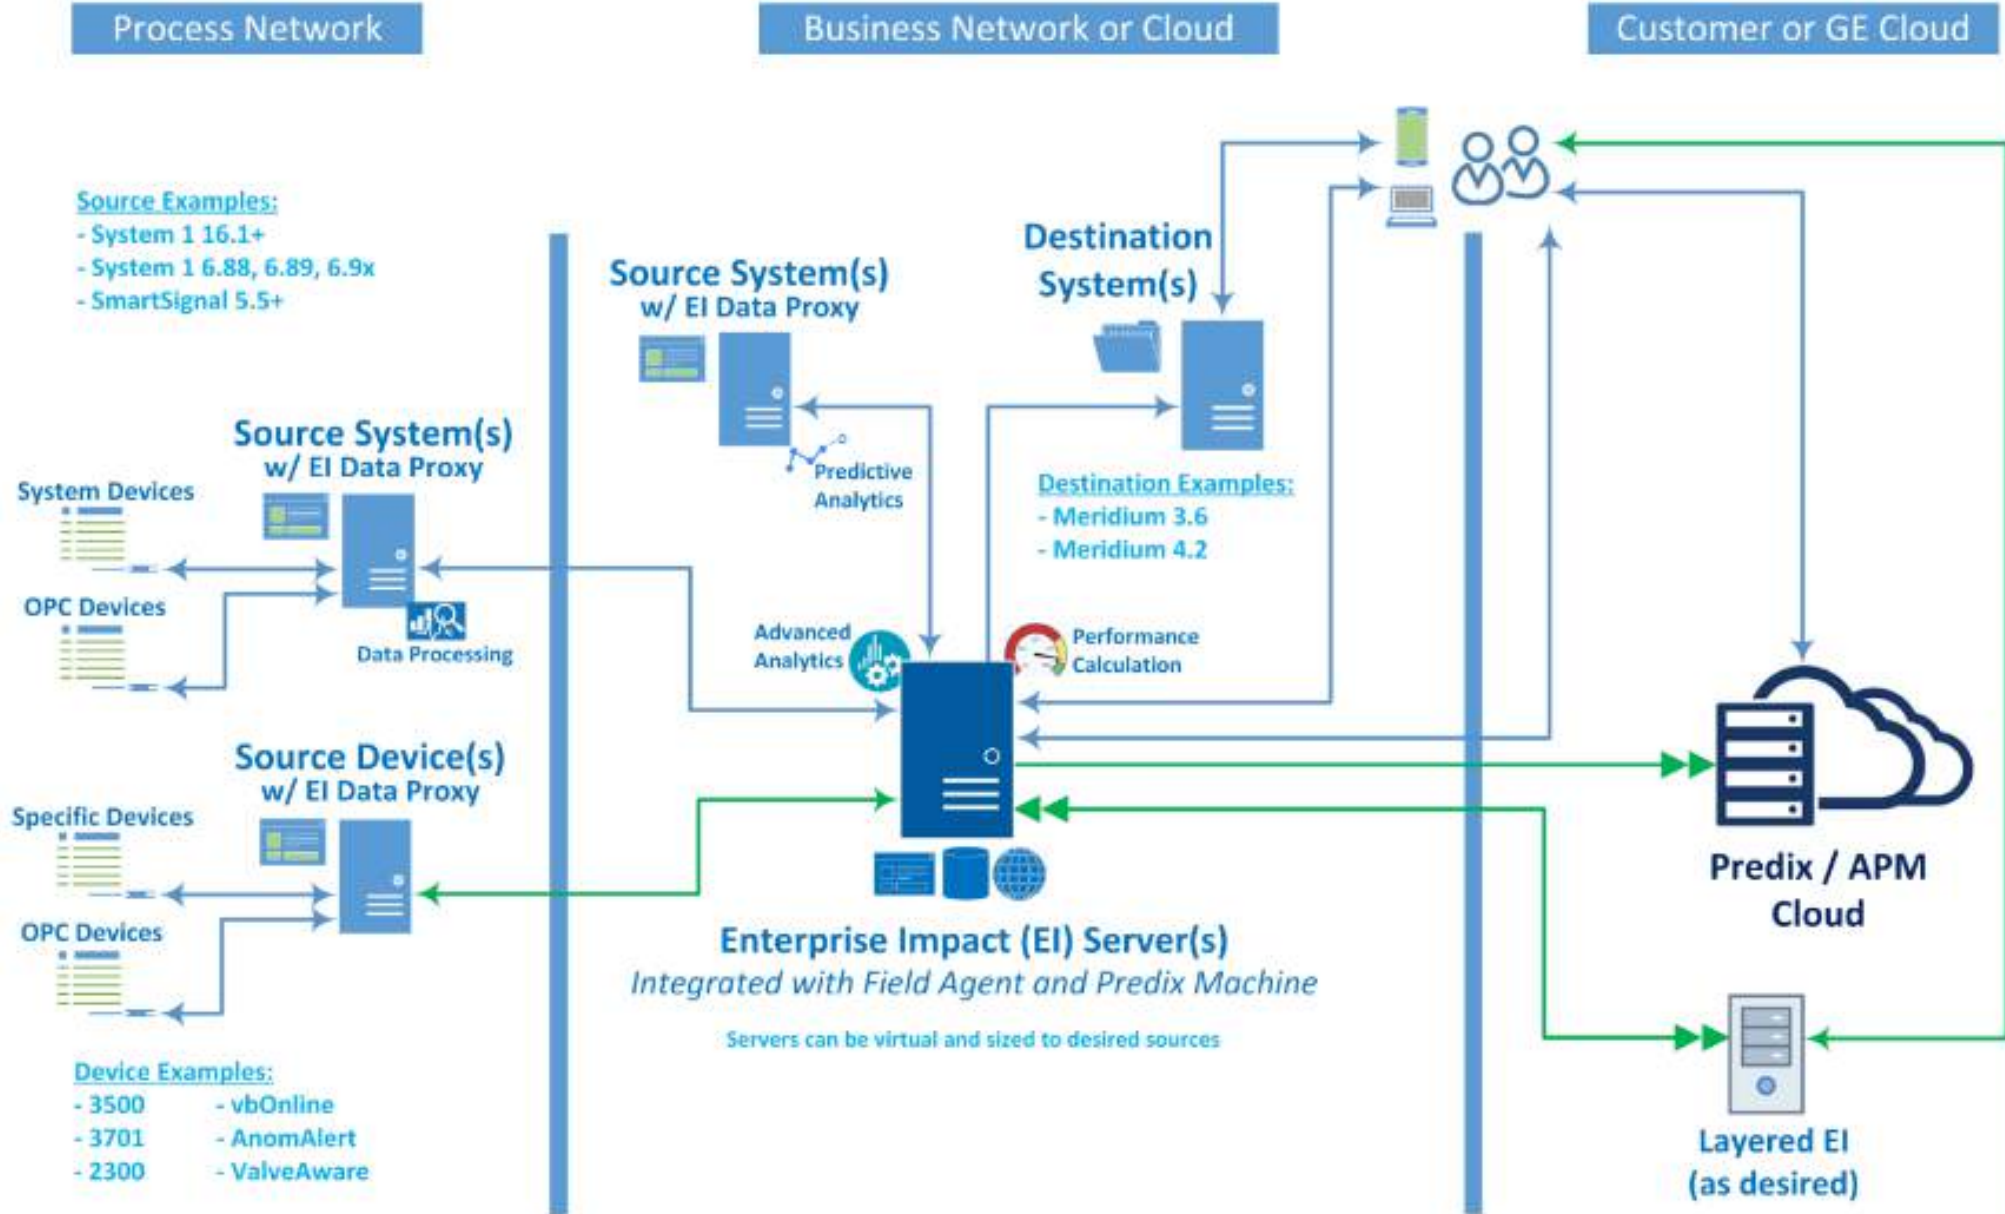 Process Network
Business Network or Cloud
Customer or GE Cloud
Source Examples:
- System 1 16.1+
- System 1 6.88, 6.89, 6.9x
- SmartSignal 5.5+
Source System(s)
w/ EI Data Proxy
System Devices
OPC Devices
Data Processing
Source Device(s)
w/ EI Data Proxy
Specific Devices
OPC Devices
Device Examples:
- 3500
- vbOnline
- 3701
- AnomAlert
- 2300
- ValveAware
Source System(s)
w/ EI Data Proxy
Predictive
Analytics
Destination
System(s)
Destination Examples:
- Meridium 3.6
- Meridium 4.2
Advanced
Analytics
Performance
Calculation
Enterprise Impact (EI) Server(s)
Integrated with Field Agent and Predix Machine
Servers can be virtual and sized to desired sources
Predix / APM
Cloud
Layered EI
(as desired)